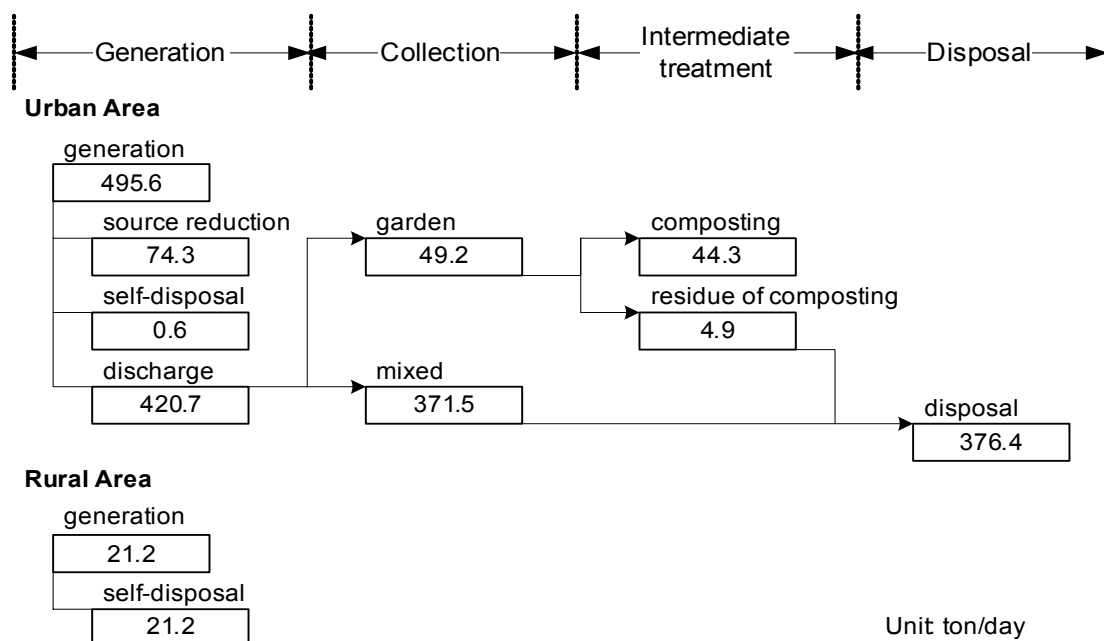 Generation
Collection
Intermediate
treatment
Disposal
Urban Area
generation
495.6
source reduction
74.3
garden
49.2
composting
44.3
self-disposal
0.6
residue of composting
4.9
discharge
420.7
mixed
371.5
disposal
376.4
Rural Area
generation
21.2
self-disposal
21.2
Unit: ton/day